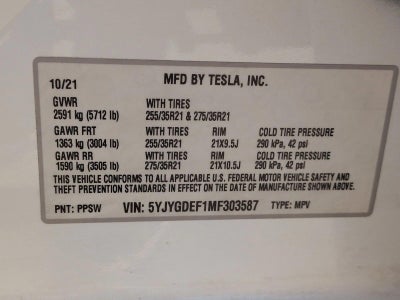 10/21 MFD BY TESLA, INC.
GVWR WITH TIRES
2591 kg (5712 lb) 255/35R21 & 275/35R21
GAWR FRT WITH TIRES RIM COLD TIRE PRESSURE
1363 kg (3004 lb) 255/35R21 21X9.5J 290 kPa, 42 psi
GAWR RR WITH TIRES RIM COLD TIRE PRESSURE
1590 kg (3505 lb) 275/35R21 21X10.5J 290 kPa, 42 psi
THIS VEHICLE CONFORMS TO ALL APPLICABLE U.S. FEDERAL MOTOR VEHICLE SAFETY AND
THEFT PREVENTION STANDARDS IN EFFECT ON THE DATE OF MANUFACTURE SHOWN ABOVE.
PNT: PPSW VIN: 5YJYGDEF1MF303587 TYPE: MPV